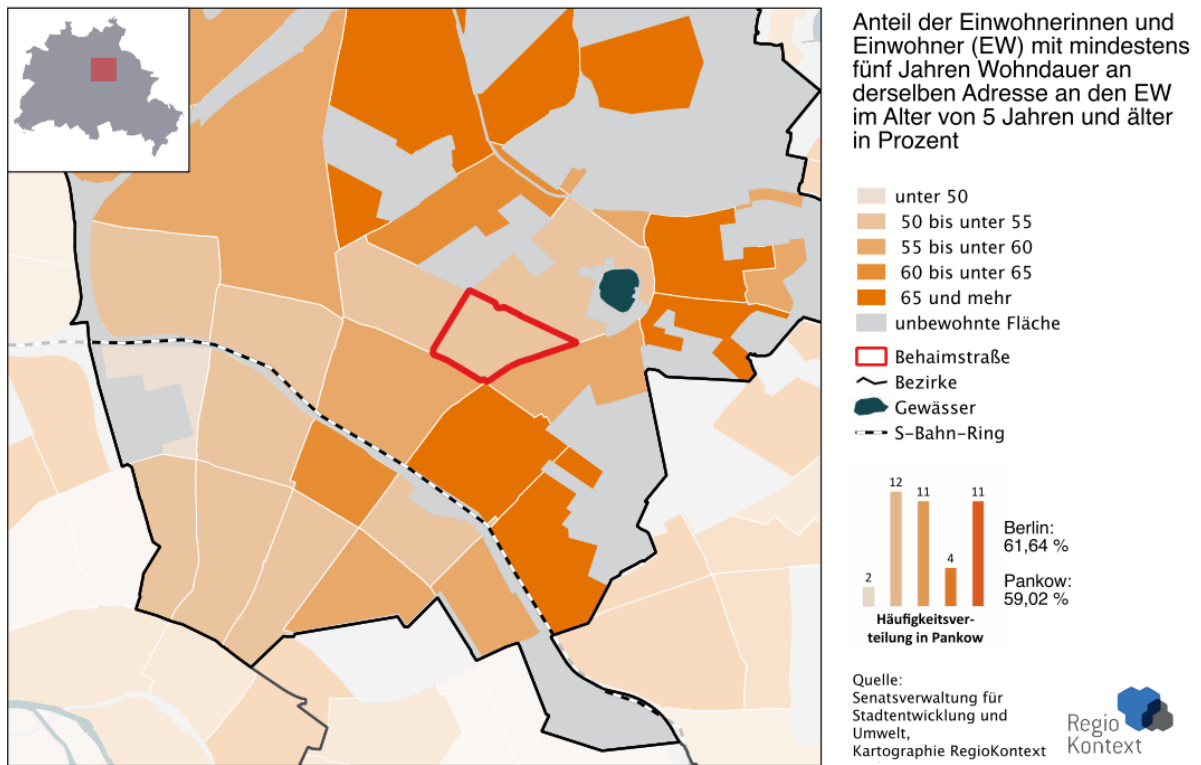 Anteil der Einwohnerinnen und
Einwohner (EW) mit mindestens
fünf Jahren Wohndauer an
derselben Adresse an den EW
im Alter von 5 Jahren und älter
in Prozent
unter 50
50 bis unter 55
55 bis unter 60
60 bis unter 65
65 und mehr
unbewohnte Fläche
Behaimstraße
Bezirke
Gewässer
S-Bahn-Ring
2
12
11
4
11
Häufigkeitsver-
teilung in Pankow
Berlin:
61,64 %
Pankow:
59,02 %
Quelle:
Senatsverwaltung für
Stadtentwicklung und
Umwelt,
Kartographie RegioKontext
Regio
Kontext